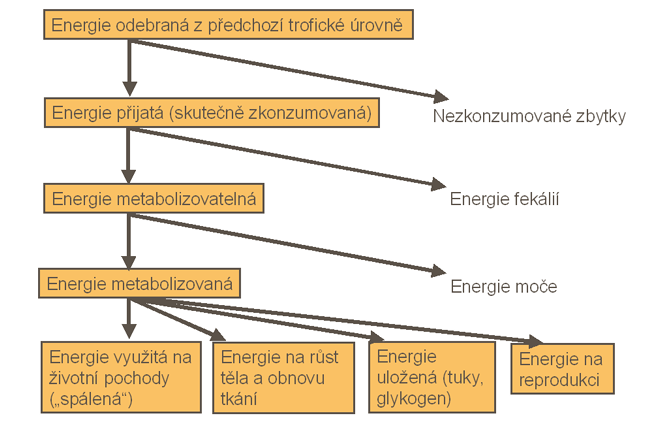 Energie odebraná z předchozí trofické úrovně
Energie přijatá (skutečně zkonzumovaná)
Nezkonzumované zbytky
Energie metabolizovatelná
Energie fekálií
Energie metabolizovaná
Energie moče
Energie využitá na
životní pochody
(„spálená“)
Energie na růst
těla a obnovu
tkání
Energie
uložená (tuky,
glykogen)
Energie na
reprodukci